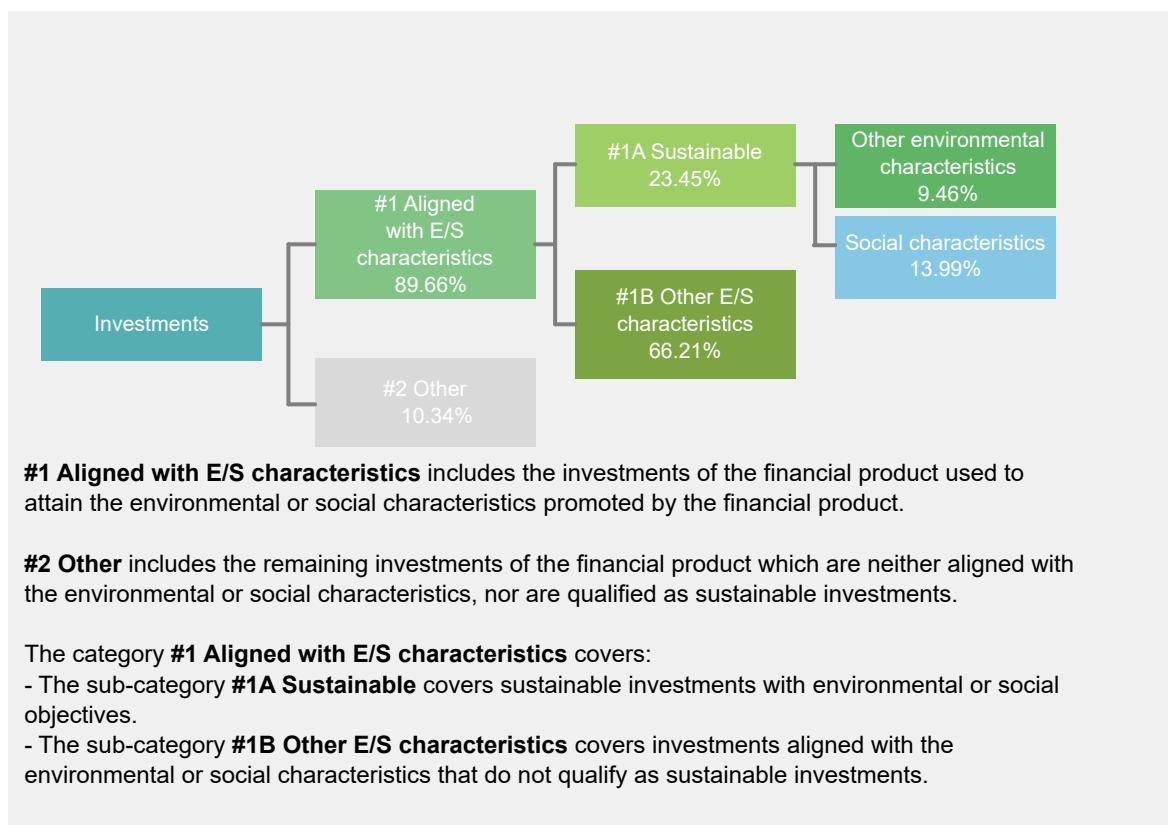 Investments
#1 Aligned
with E/S
characteristics
89.66%
#2 Other
10.34%
#1A Sustainable
23.45%
#1B Other E/S
characteristics
66.21%
Other environmental
characteristics
9.46%
Social characteristics
13.99%
#1 Aligned with E/S characteristics includes the investments of the financial product used to
attain the environmental or social characteristics promoted by the financial product.
#2 Other includes the remaining investments of the financial product which are neither aligned with
the environmental or social characteristics, nor are qualified as sustainable investments.
The category #1 Aligned with E/S characteristics covers:
- The sub-category #1A Sustainable covers sustainable investments with environmental or social
objectives.
- The sub-category #1B Other E/S characteristics covers investments aligned with the
environmental or social characteristics that do not qualify as sustainable investments.